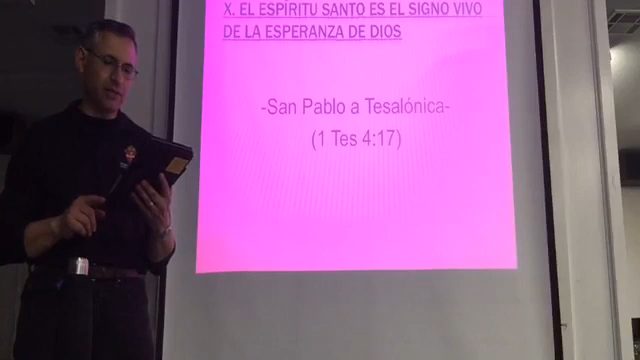 X. EL ESPÍRITU SANTO ES EL SIGNO VIVO
DE LA ESPERANZA DE DIOS
-San Pablo a Tesalónica-
(1 Tes 4:17)